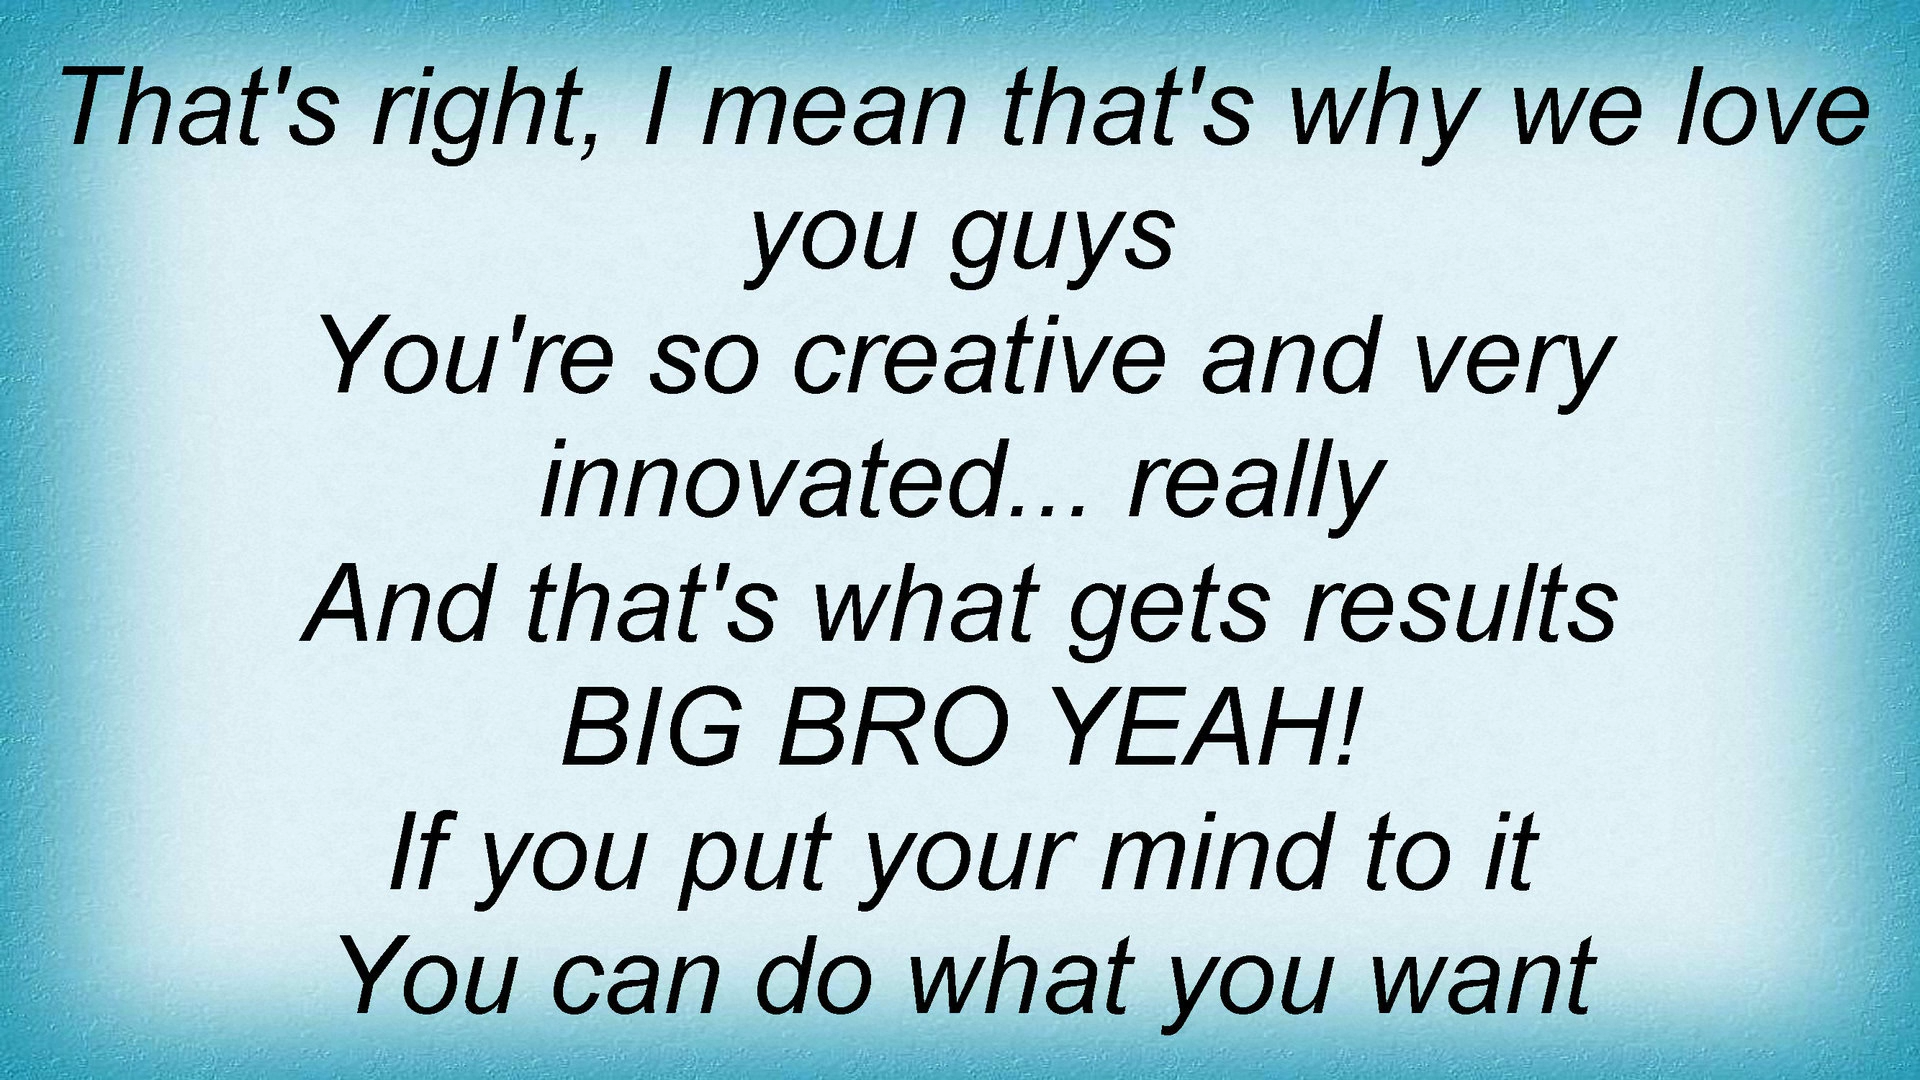 That's right, I mean that's why we love
you guys
You're so creative and very
innovated... really
And that's what gets results
BIG BRO YEAH!
If you put your mind to it
You can do what you want